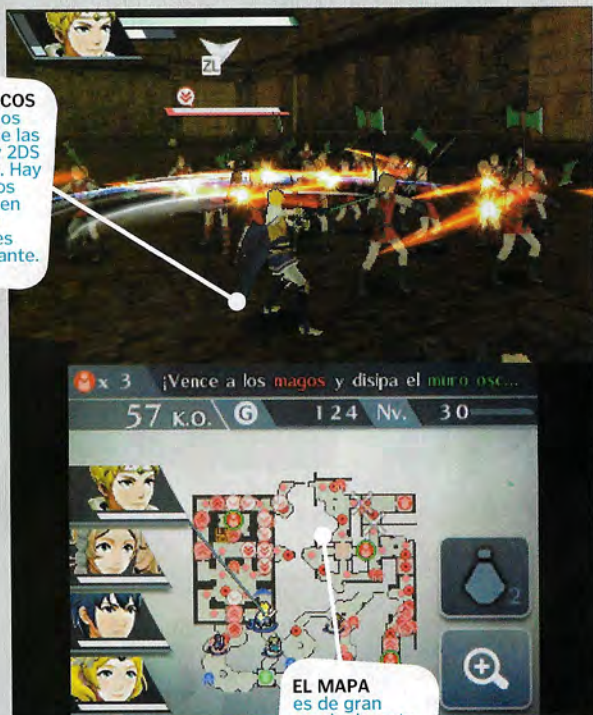 ZL
COS
os
e las
2DS
. Hay
os
en
es
ante.
x 3 ¡Vence a los magos y disipa el muro osc...
57 K.O. G 124 Nv. 30
2
EL MAPA
es de gran